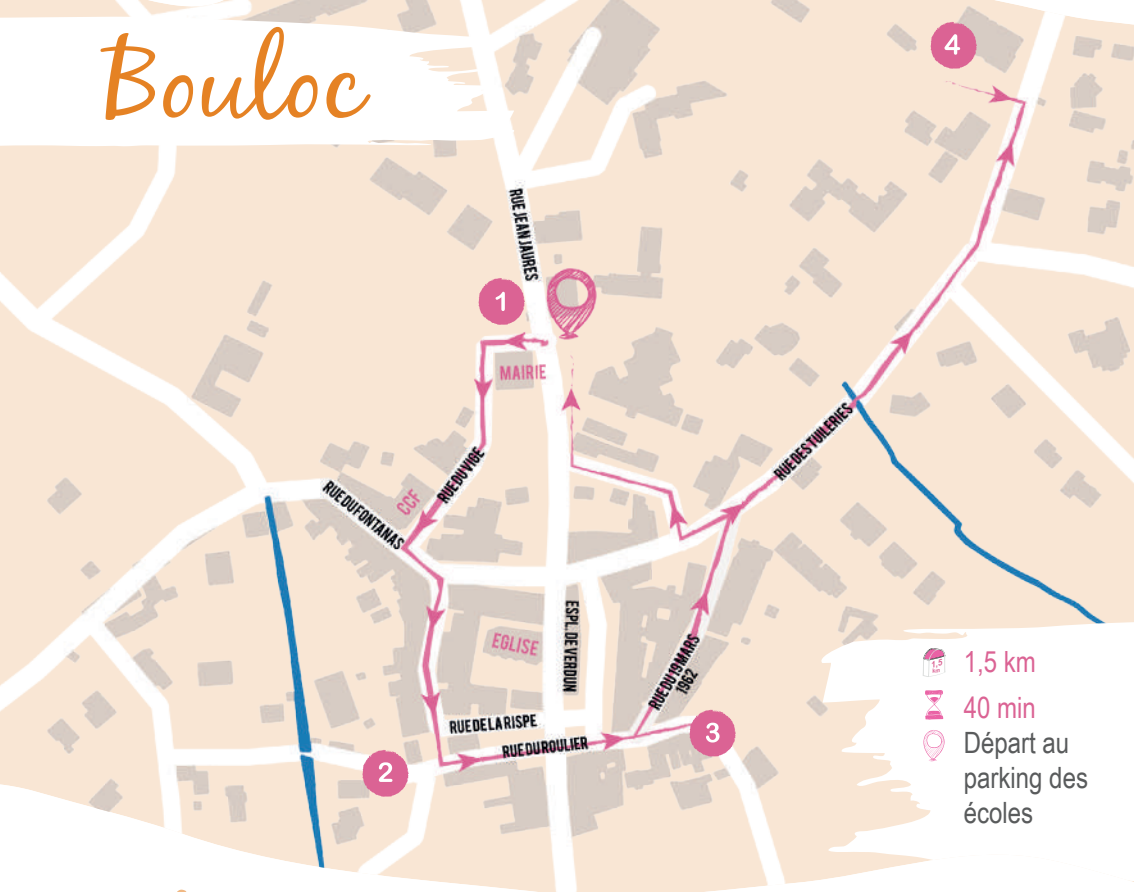 Bouloc
4
RUE JEAN JAURES
1
MAIRIE
RUE DU VIGE
CCF
RUE DU FONTANAS
RUE DES TUILERIES
ESPL. DE VERDUN
EGLISE
RUE DU 19 MARS
1962
RUE DE LA RISPE
RUE DU ROULIER
3
2
1,5
km
1,5 km
40 min
Départ au
parking des
écoles